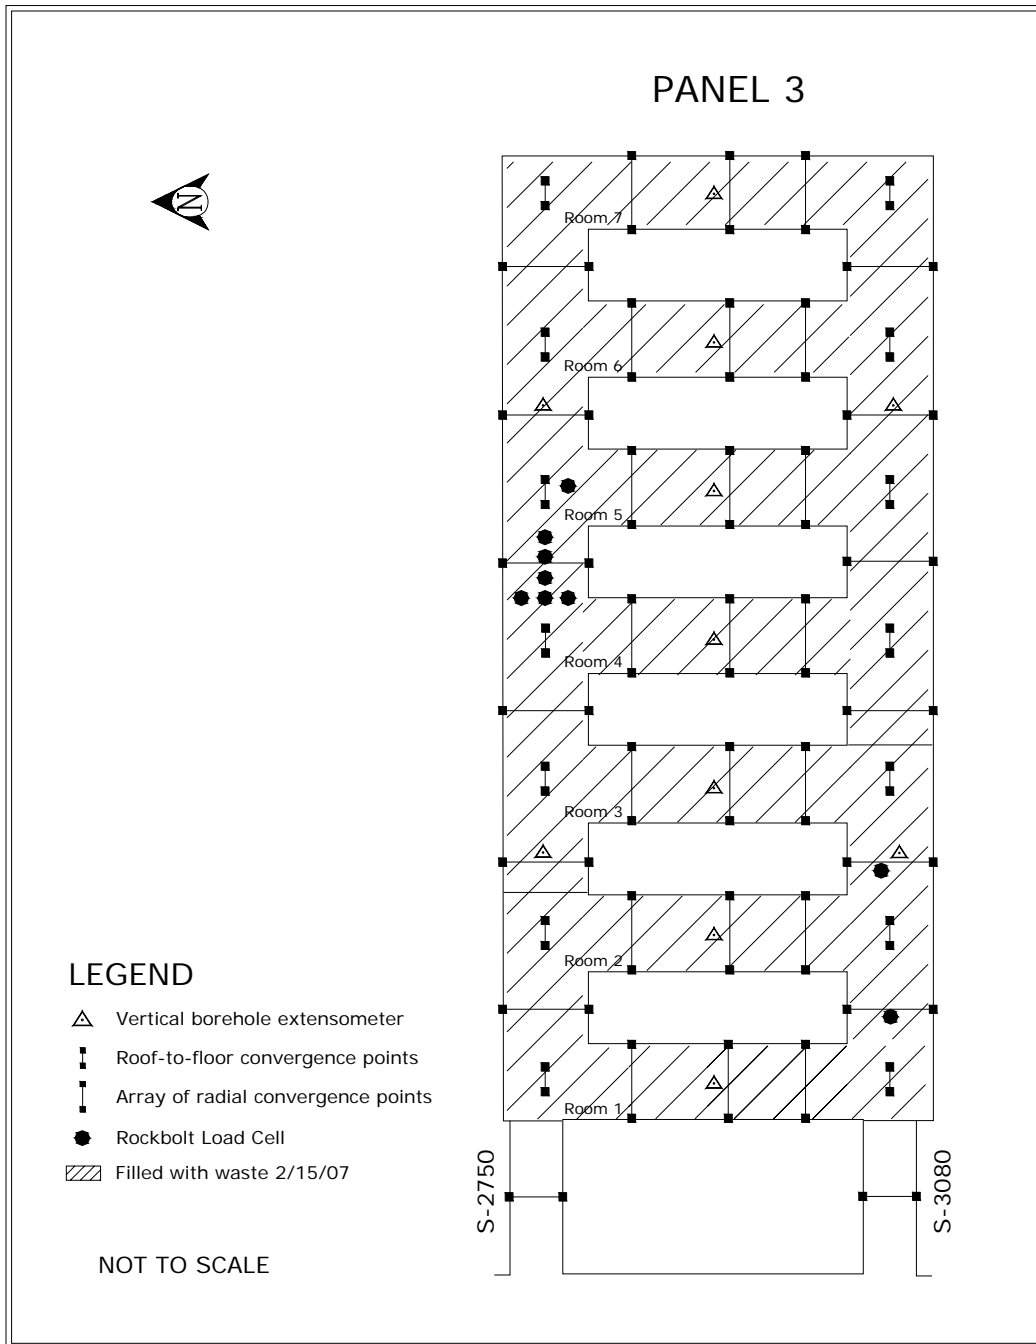 PANEL 3
N
Room 7
Room 6
Room 5
Room 4
Room 3
Room 2
Room 1
LEGEND
Vertical borehole extensometer
Roof-to-floor convergence points
Array of radial convergence points
Rockbolt Load Cell
Filled with waste 2/15/07
S-2750
S-3080
NOT TO SCALE